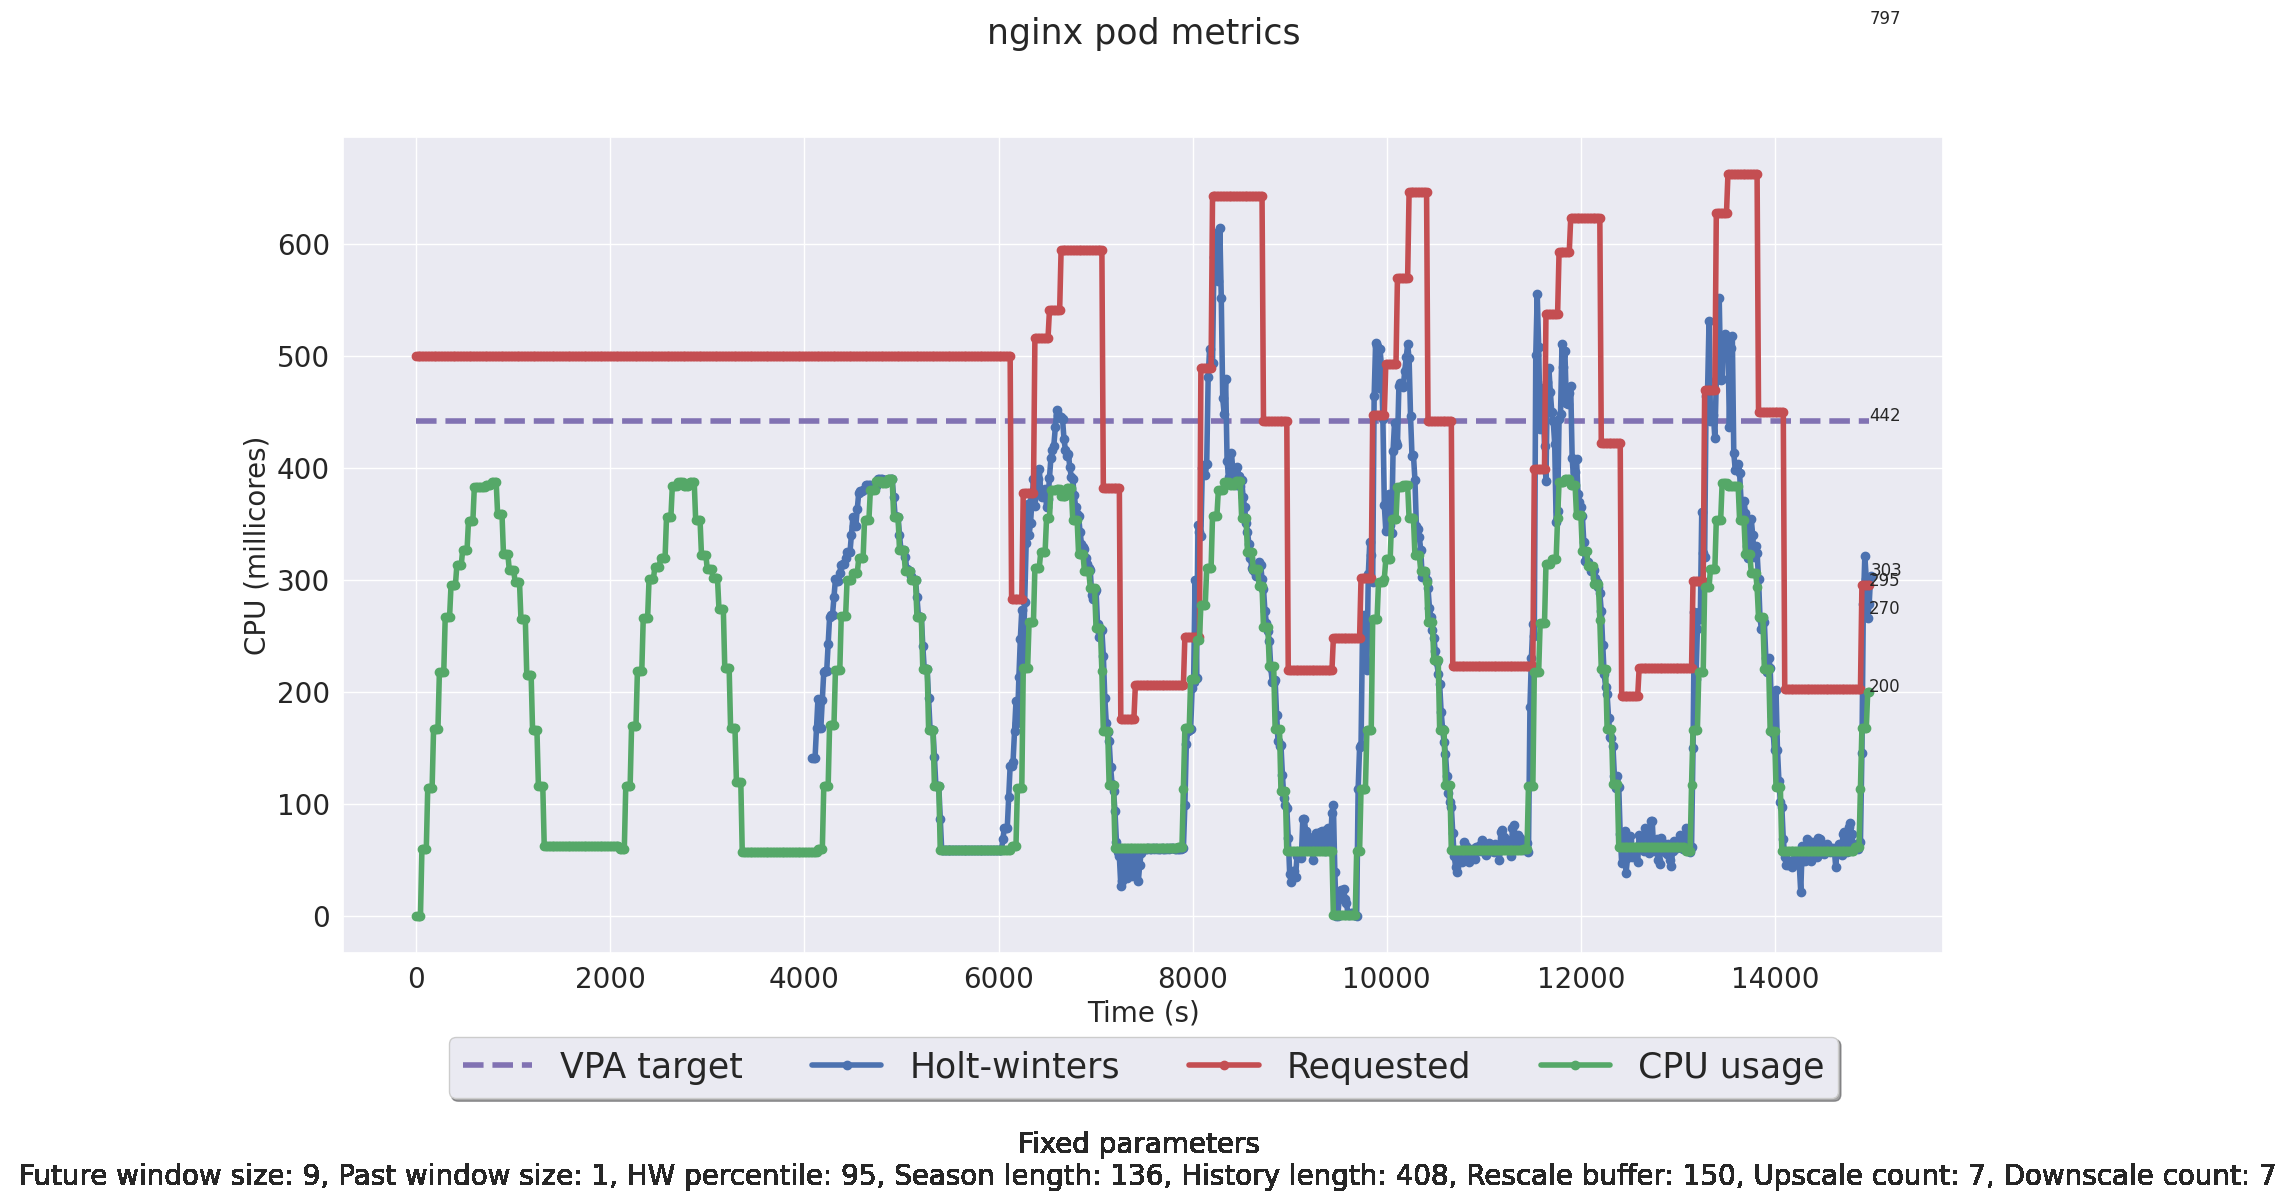 797
nginx pod metrics
CPU (millicores)
600
500
400
300
200
100
0
442
303
295
270
200
0 2000 4000 6000 8000 10000 12000 14000
Time (s)
VPA target Holt-winters Requested CPU usage
Fixed parameters
Future window size: 9, Past window size: 1, HW percentile: 95, Season length: 136, History length: 408, Rescale buffer: 150, Upscale count: 7, Downscale count: 7